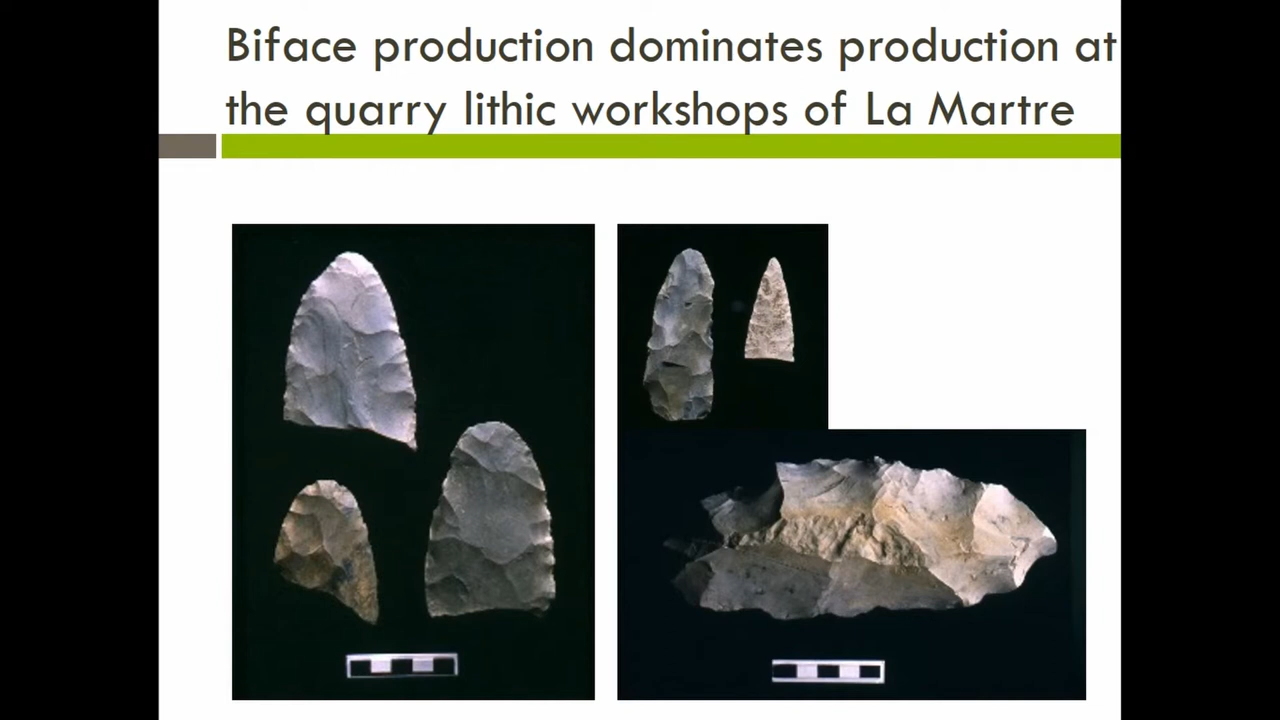 Biface production dominates production at
the quarry lithic workshops of La Martre